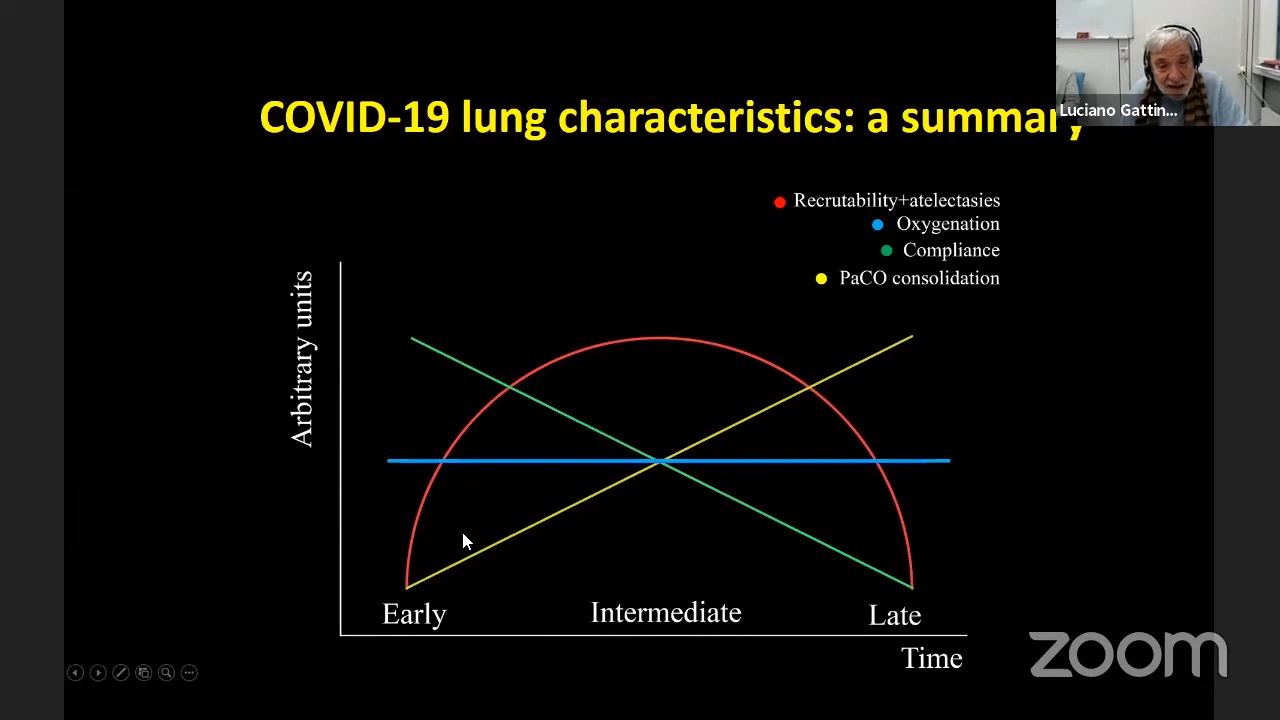 COVID-19 lung characteristics: a summary
Luciano Gattin...
Recrutability+atelectasies
Oxygenation
Compliance
PaCO consolidation
Arbitrary units
Early
Intermediate
Late
Time
zoom